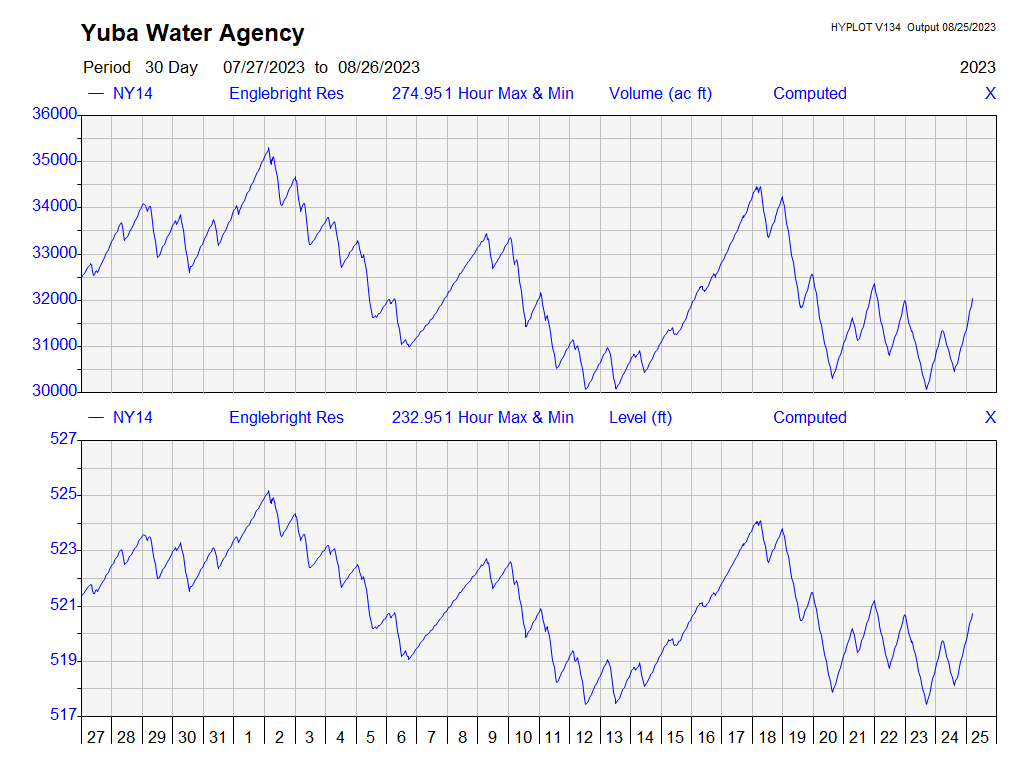 Yuba Water Agency
HYPLOT V134 Output 08/25/2023
Period 30 Day 07/27/2023 to 08/26/2023 2023
NY14 Englebright Res 274.951 Hour Max & Min Volume (ac ft) Computed X
36000
35000
34000
33000
32000
31000
30000
NY14 Englebright Res 232.951 Hour Max & Min Level (ft) Computed X
527
525
523
521
519
517
27 28 29 30 31 1 2 3 4 5 6 7 8 9 10 11 12 13 14 15 16 17 18 19 20 21 22 23 24 25